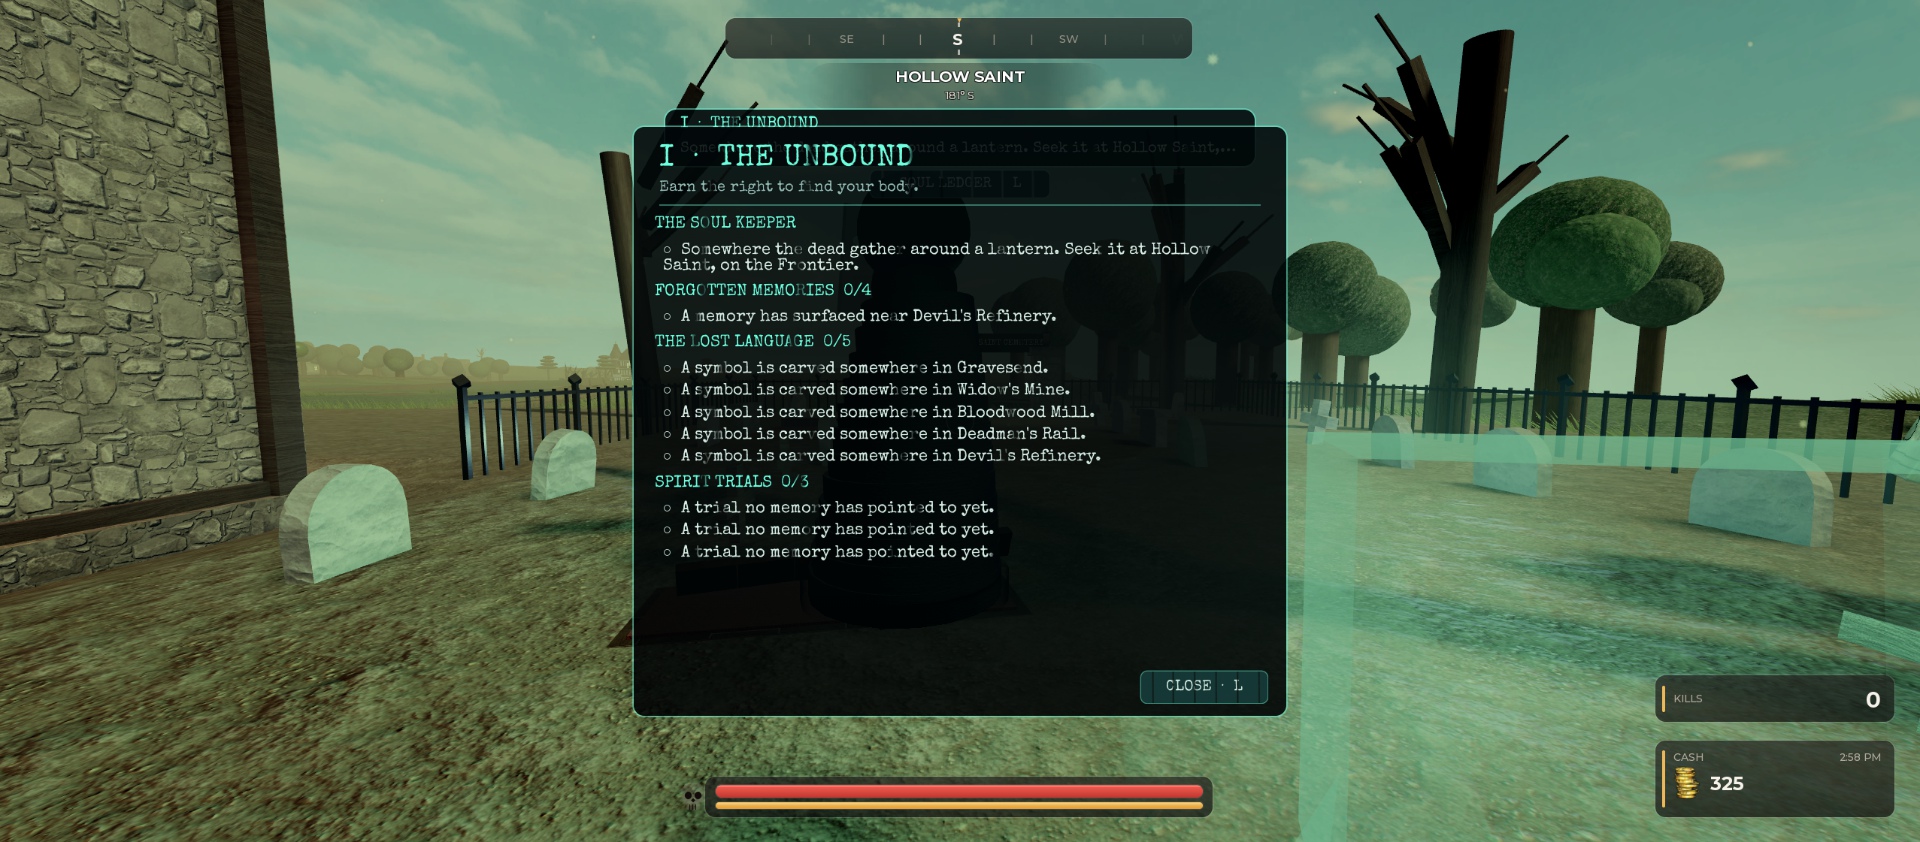 SE S SW
HOLLOW SAINT
181° S
I · THE UNBOUND
I · THE UNBOUND
Earn the right to find your body.
THE SOUL KEEPER
○ Somewhere the dead gather around a lantern. Seek it at Hollow
Saint, on the Frontier.
FORGOTTEN MEMORIES 0/4
○ A memory has surfaced near Devil's Refinery.
THE LOST LANGUAGE 0/5
○ A symbol is carved somewhere in Gravesend.
○ A symbol is carved somewhere in Widow's Mine.
○ A symbol is carved somewhere in Bloodwood Mill.
○ A symbol is carved somewhere in Deadman's Rail.
○ A symbol is carved somewhere in Devil's Refinery.
SPIRIT TRIALS 0/3
○ A trial no memory has pointed to yet.
○ A trial no memory has pointed to yet.
○ A trial no memory has pointed to yet.
CLOSE · L
KILLS 0
CASH 2:58 PM
325